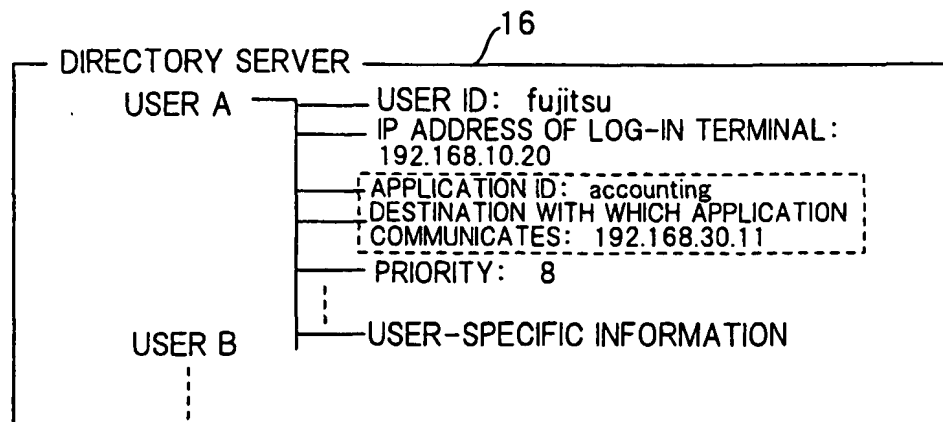 16
DIRECTORY SERVER
USER A
USER ID: fujitsu
IP ADDRESS OF LOG-IN TERMINAL:
192.168.10.20
APPLICATION ID: accounting
DESTINATION WITH WHICH APPLICATION
COMMUNICATES: 192.168.30.11
PRIORITY: 8
USER-SPECIFIC INFORMATION
USER B